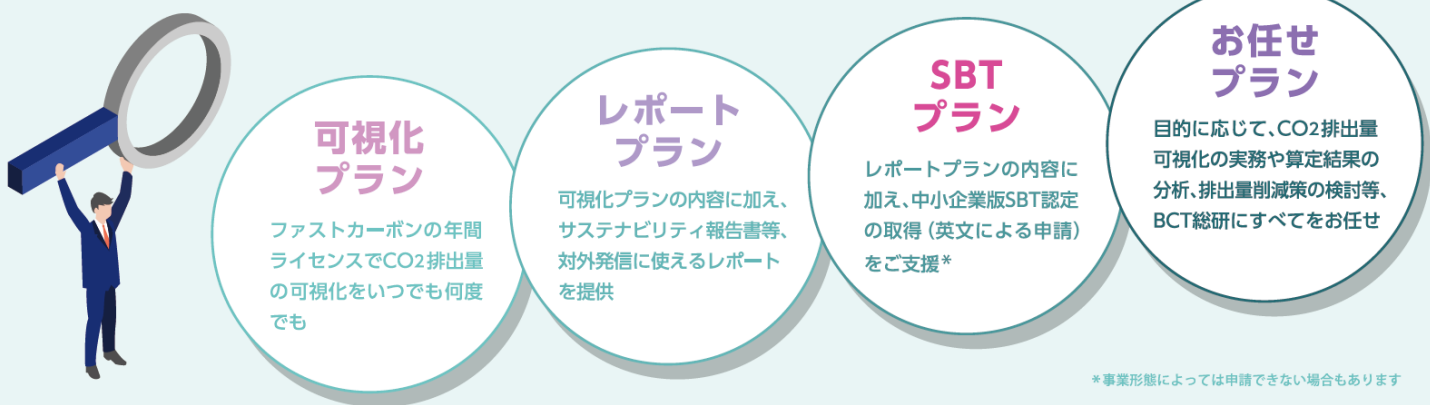 可視化
プラン
ファストカーボンの年間
ライセンスでCO2排出量
の可視化をいつでも何度
でも
レポート
プラン
可視化プランの内容に加え、
サステナビリティ報告書等、
対外発信に使えるレポート
を提供
SBT
プラン
レポートプランの内容に
加え、中小企業版SBT認定
の取得（英文による申請）
をご支援*
お任せ
プラン
目的に応じて、CO2排出量
可視化の実務や算定結果の
分析、排出量削減策の検討等、
BCT総研にすべてをお任せ
*事業形態によっては申請できない場合もあります